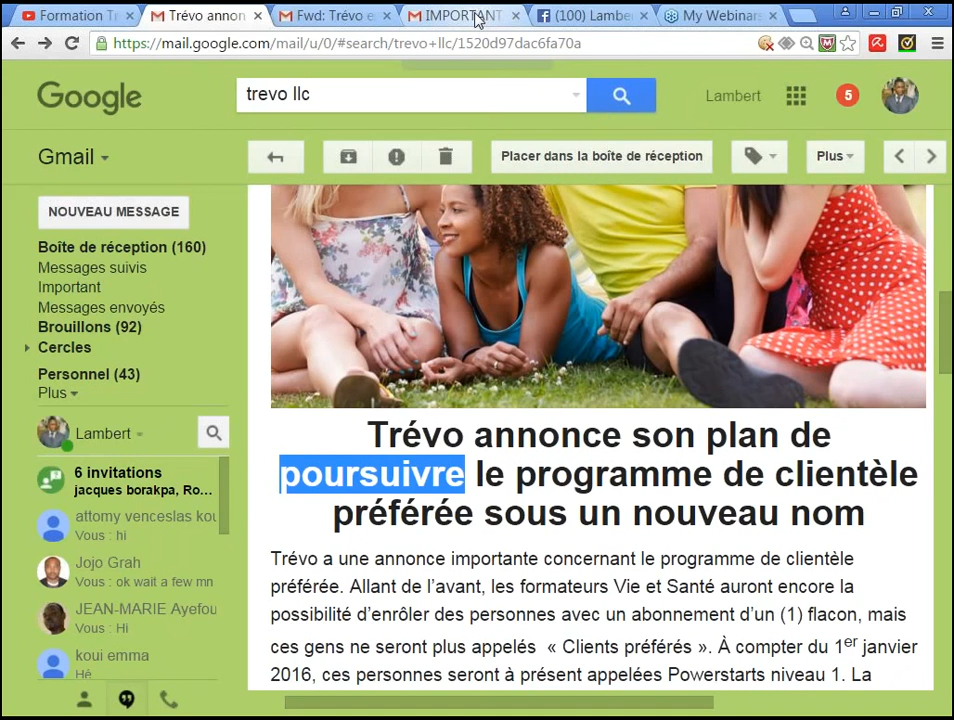 Formation T
Trévo annon
Fwd: Trévo e
IMPORTANT
(100) Lambe
My Webinar
https://mail.google.com/mail/u/0/#search/trevo+llc/1520d97dac6fa70a
Google
trevo llc
Lambert
5
Gmail
Placer dans la boîte de réception
Plus
NOUVEAU MESSAGE
Boîte de réception (160)
Messages suivis
Important
Messages envoyés
Brouillons (92)
Cercles
Personnel (43)
Plus
Lambert
6 invitations
jacques borakpa, Ro...
attomy venceslas kou
Vous : hi
Jojo Grah
Vous : ok wait a few mn
JEAN-MARIE Ayefou
Vous : Hi
koui emma
Hé
Trévo annonce son plan de
poursuivre le programme de clientèle
préférée sous un nouveau nom
Trévo a une annonce importante concernant le programme de clientèle
préférée. Allant de l’avant, les formateurs Vie et Santé auront encore la
possibilité d’enrôler des personnes avec un abonnement d’un (1) flacon, mais
ces gens ne seront plus appelés « Clients préférés ». À compter du 1er janvier
2016, ces personnes seront à présent appelées Powerstarts niveau 1. La